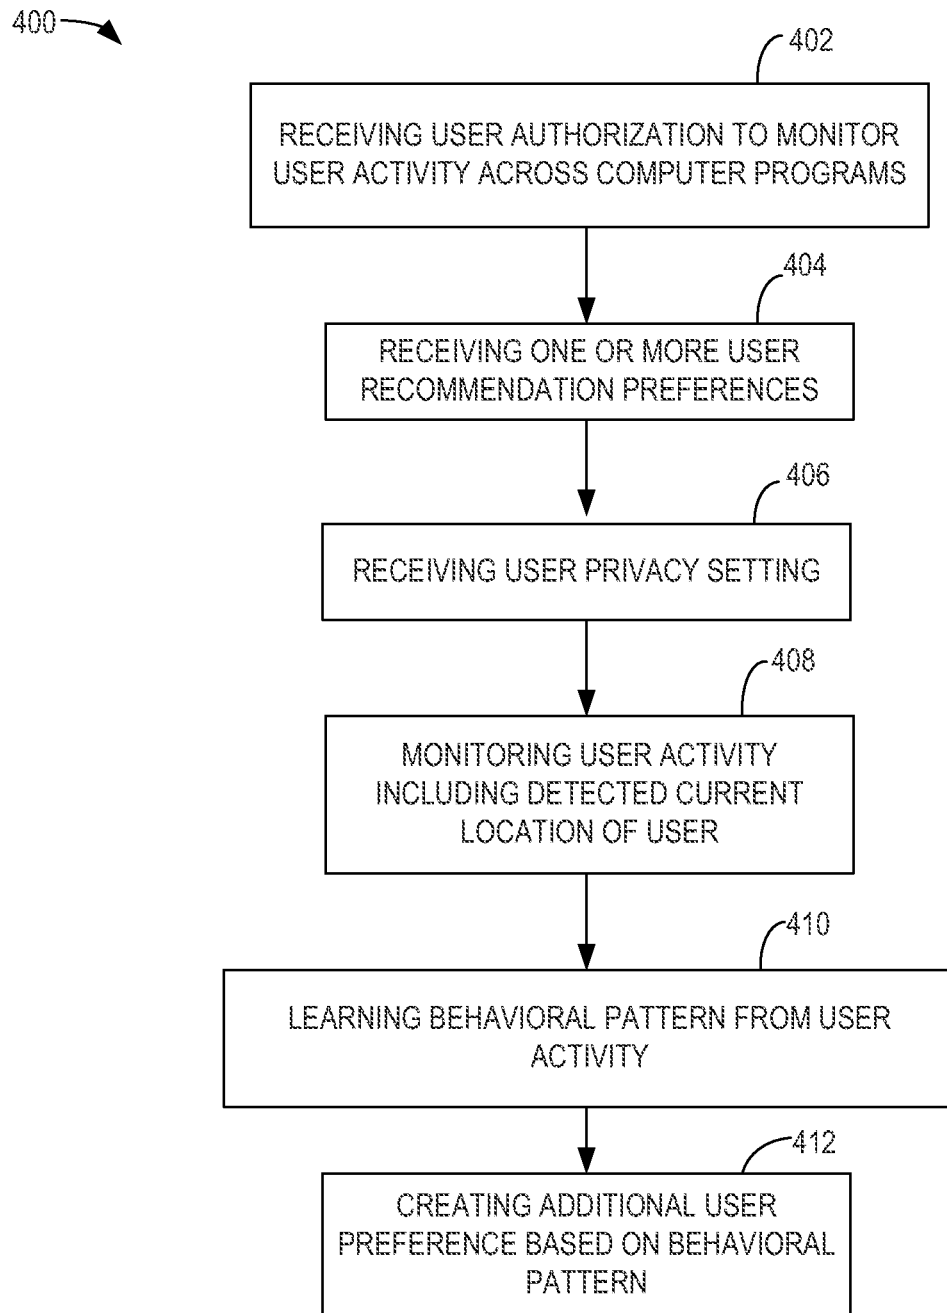 400
402
RECEIVING USER AUTHORIZATION TO MONITOR
USER ACTIVITY ACROSS COMPUTER PROGRAMS
404
RECEIVING ONE OR MORE USER
RECOMMENDATION PREFERENCES
406
RECEIVING USER PRIVACY SETTING
408
MONITORING USER ACTIVITY
INCLUDING DETECTED CURRENT
LOCATION OF USER
410
LEARNING BEHAVIORAL PATTERN FROM USER
ACTIVITY
412
CREATING ADDITIONAL USER
PREFERENCE BASED ON BEHAVIORAL
PATTERN